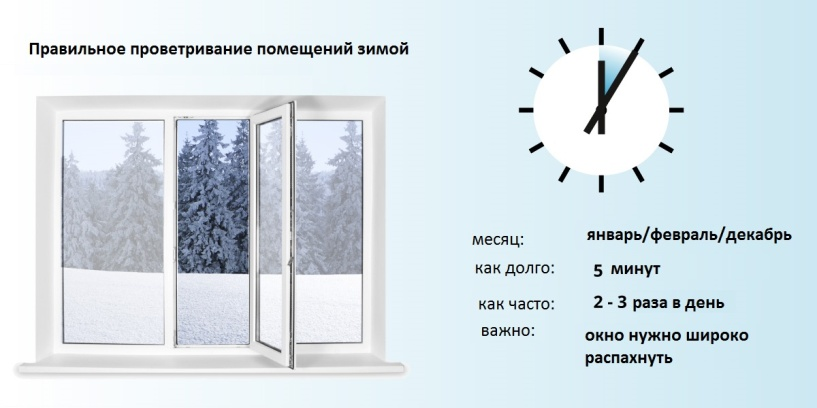 Правильное проветривание помещений зимой
месяц: январь/февраль/декабрь
как долго: 5 минут
как часто: 2 - 3 раза в день
важно: окно нужно широко
распахнуть